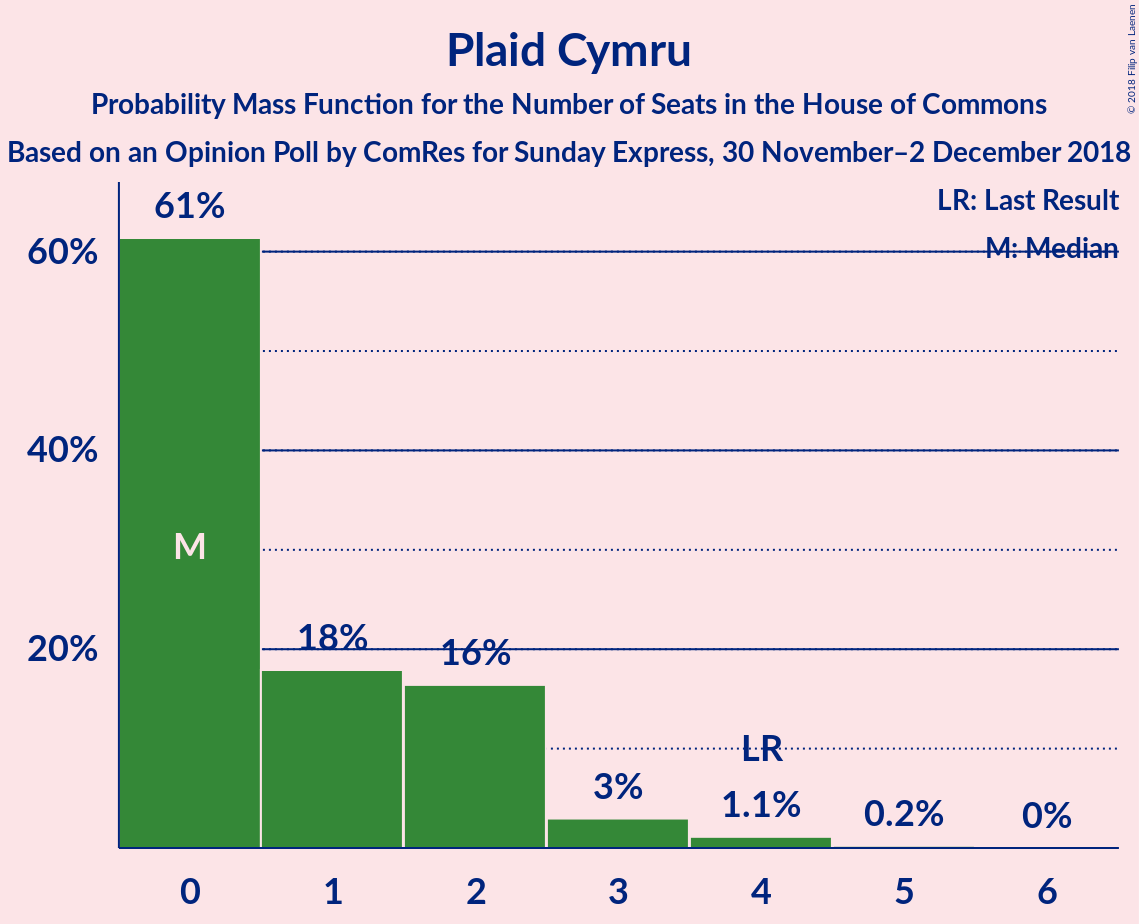 Plaid Cymru
Probability Mass Function for the Number of Seats in the House of Commons
Based on an Opinion Poll by ComRes for Sunday Express, 30 November–2 December 2018
© 2018 Filip van Laenen
LR: Last Result
M: Median
61%
60%
40%
M
20%
18%
16%
LR
3%
1.1%
0.2%
0%
0 1 2 3 4 5 6